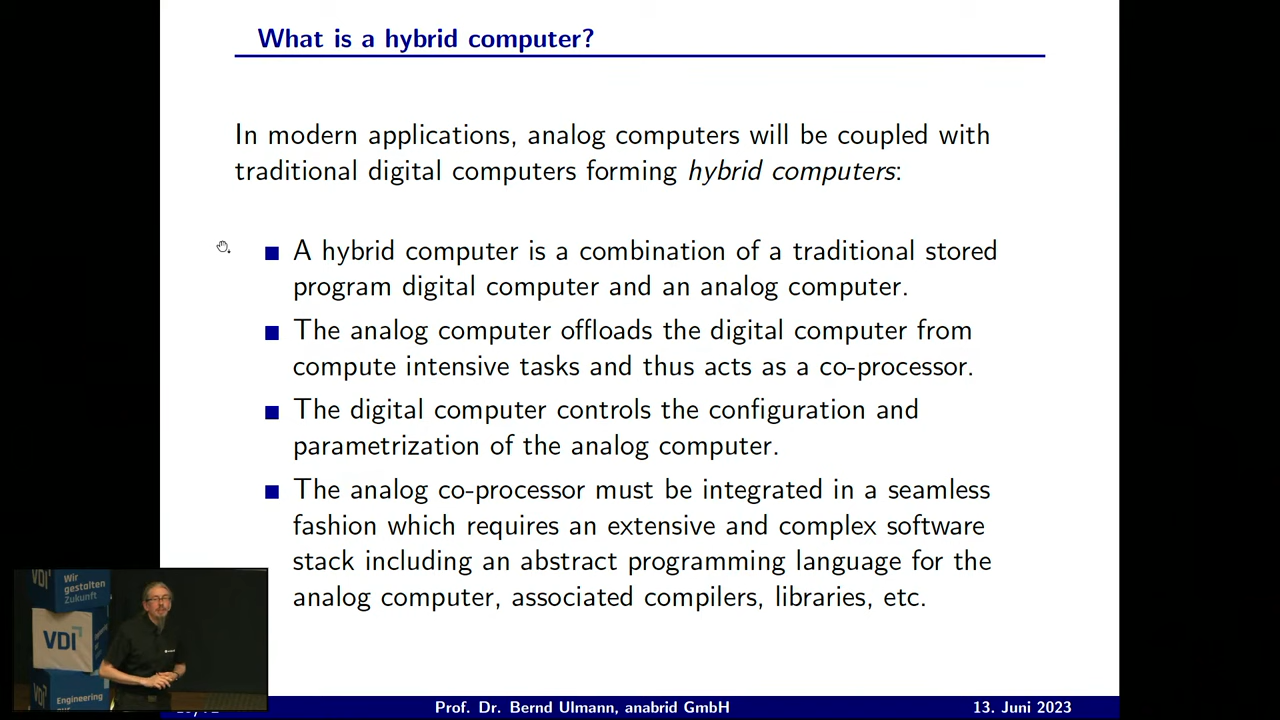 What is a hybrid computer?
In modern applications, analog computers will be coupled with
traditional digital computers forming hybrid computers:
■ A hybrid computer is a combination of a traditional stored
program digital computer and an analog computer.
■ The analog computer offloads the digital computer from
compute intensive tasks and thus acts as a co-processor.
■ The digital computer controls the configuration and
parametrization of the analog computer.
■ The analog co-processor must be integrated in a seamless
fashion which requires an extensive and complex software
stack including an abstract programming language for the
analog computer, associated compilers, libraries, etc.
VDI
Wir
gestalten
Zukunft
VDI
VDI
Engineering
Prof. Dr. Bernd Ulmann, anabrid GmbH
13. Juni 2023